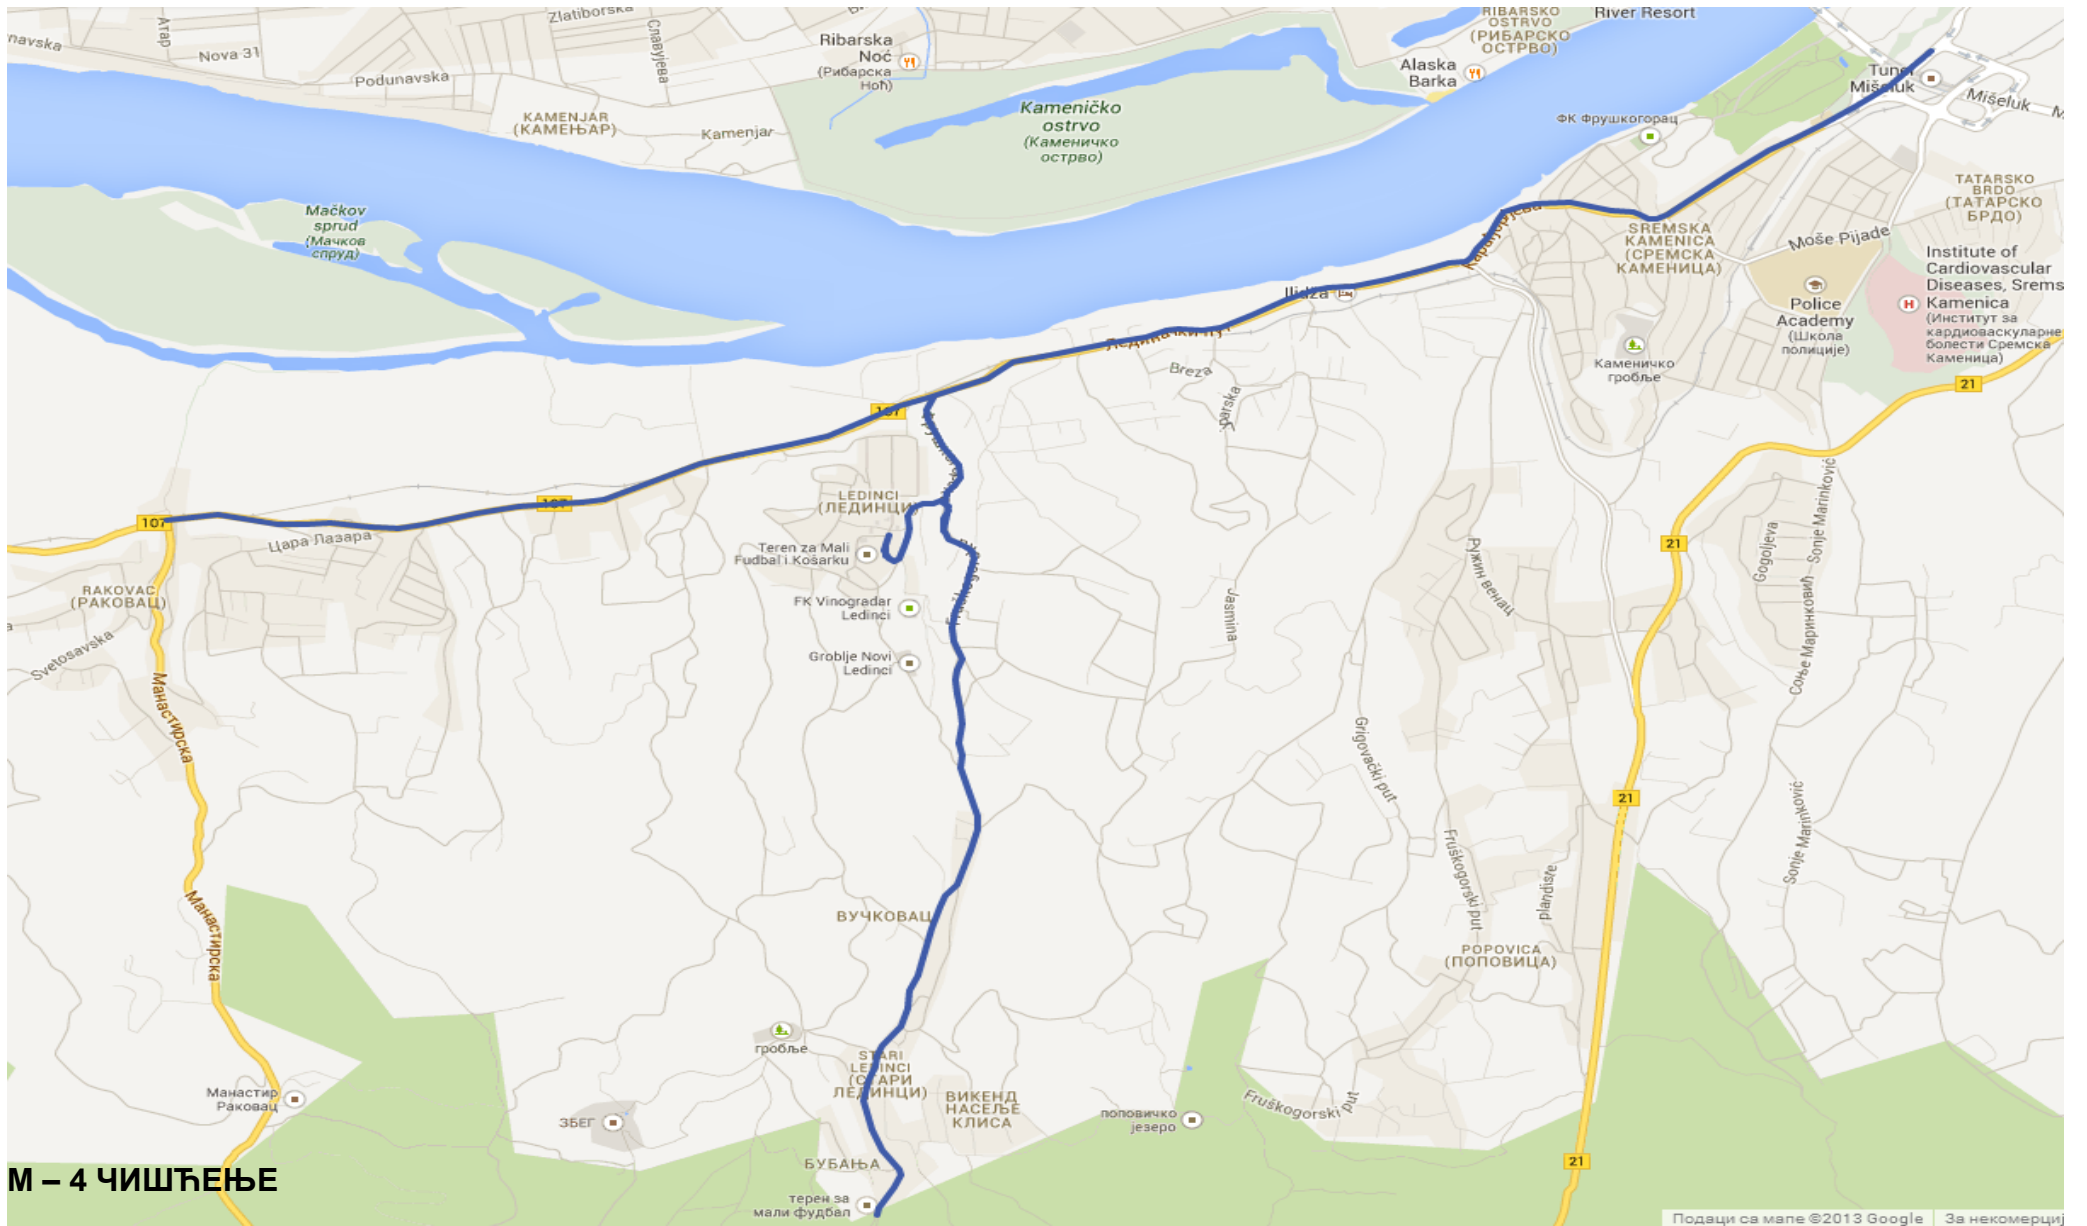 Zlatiborska
Атар
Славујева
navska
Nova 31
Podunavska
Ribarska
Noć
(Рибарска
Ноћ)
RIBARSKO
OSTRVO
(РИБАРСКО
ОСТРВО)
River Resort
Alaska
Barka
Tunel
Mišeluk
Mišeluk
KAMENJAR
(КАМЕЊАР)
Kamenjar
Kameničko
ostrvo
(Каменичко
острво)
ФК Фрушкогорац
TATARSKO
BRDO
(ТАТАРСКО
БРДО)
Mačkov
sprud
(Мачков
спруд)
Карађорђева
SREMSKA
KAMENICA
(СРЕМСКА
КАМЕНИЦА)
Moše Pijade
Institute of
Cardiovascular
Diseases, Srems
Kamenica
(Институт за
кардиоваскуларне
болести Сремска
Каменица)
H
Police
Academy
(Школа
полиције)
Ilidža
Лединачки пут
Breza
Каменичко
гробље
21
107
LEDINCI
(ЛЕДИНЦИ)
107
107
Цара Лазара
Teren za Mali
Fudbal i Košarku
RAKOVAC
(РАКОВАЦ)
FK Vinogradar
Ledinci
Groblje Novi
Ledinci
Svetosavska
Jasmina
Ружин венац
21
Gogoljeva
Sonje Marinković
Соње Маринковић
Манастирска
Grigovački put
21
Sonje Marinković
Fruškogorski put
plandište
Манастирска
ВУЧКОВАЦ
POPOVICA
(ПОПОВИЦА)
гробље
STARI
LEDINCI
(СТАРИ
ЛЕДИНЦИ)
ВИКЕНД
НАСЕЉЕ
КЛИСА
Манастир
Раковац
ЗБЕГ
поповичко
језеро
Fruškogorski put
БУБАЊА
21
М – 4 ЧИШЋЕЊЕ
терен за
мали фудбал
Подаци са мапе ©2013 Google
За некомерциј